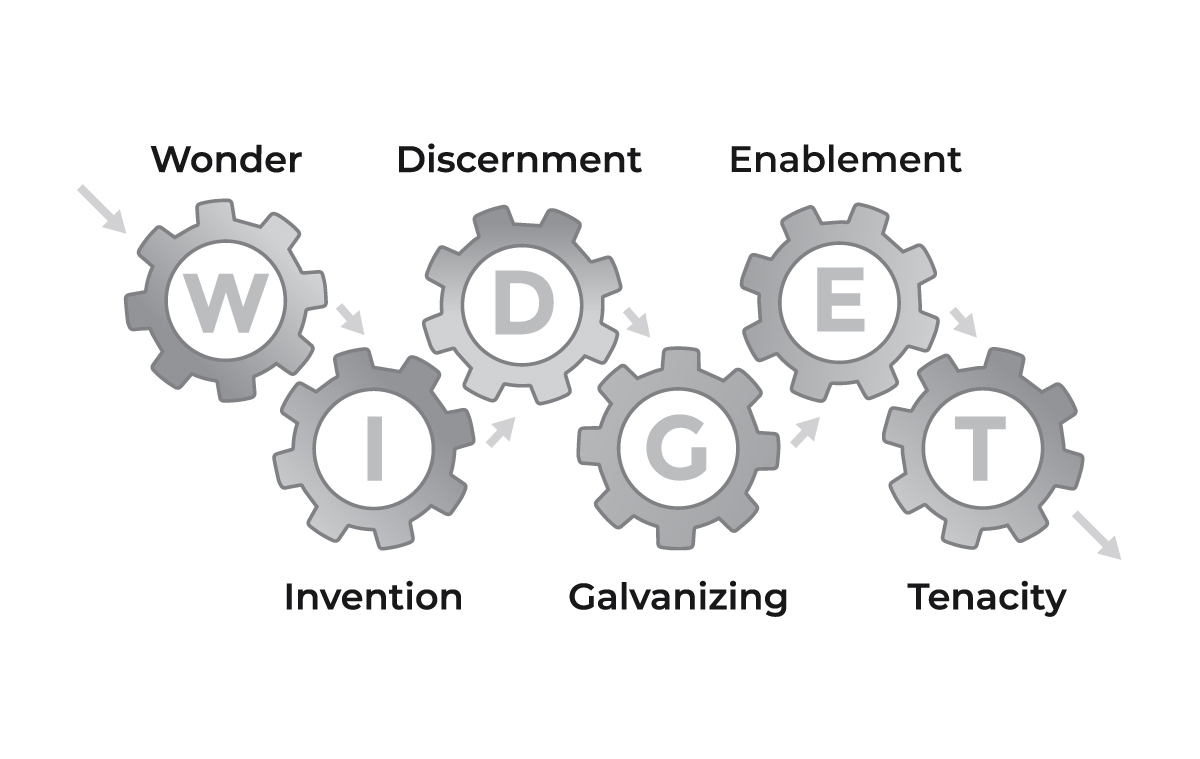 Wonder
Discernment
Enablement
W
D
E
I
G
T
Invention
Galvanizing
Tenacity